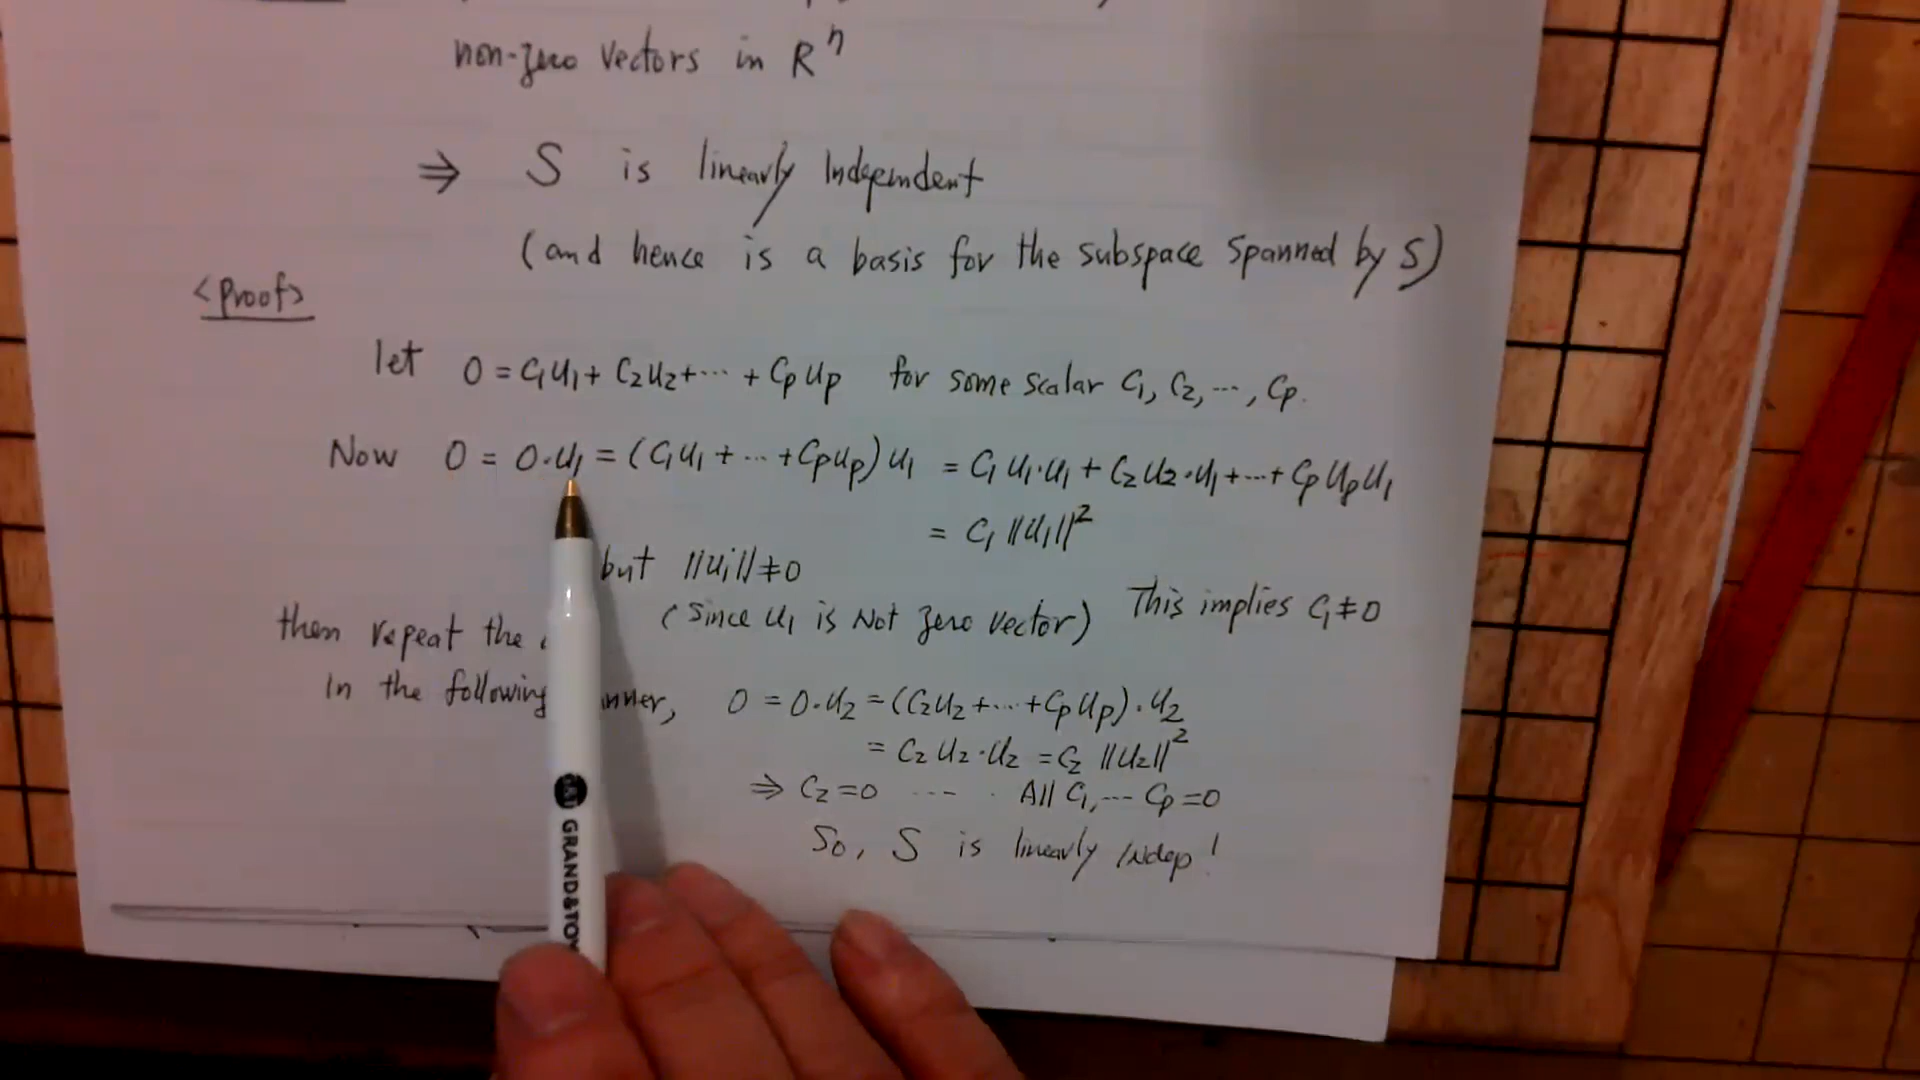 non-zero vectors in Rⁿ
⇒ S is linearly Independent
(and hence is a basis for the subspace spanned by S)
<Proof>
let 0 = C₁U₁ + C₂U₂ + ⋯ + CpUp for some scalar C₁, C₂, ⋯, Cp.
Now 0 = 0·U₁ = (C₁U₁ + ⋯ + CpUp) U₁ = C₁ U₁·U₁ + C₂ U₂·U₁ + ⋯ + Cp Up U₁
= C₁ ||U₁||²
but ||U₁|| ≠ 0
(Since U₁ is Not zero vector) This implies C₁ ≠ 0
then repeat the
In the following nner, 0 = 0·U₂ = (C₂U₂ + ⋯ + CpUp)·U₂
= C₂ U₂·U₂ = C₂ ||U₂||²
⇒ C₂ = 0 ⋯ · All C₁, ⋯ Cp = 0
So, S is linearly Indep!
GRAND&TOY